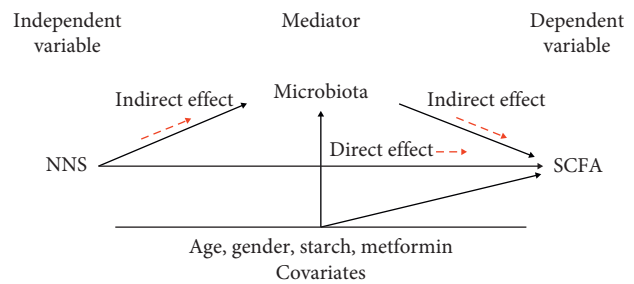 Independent
variable
Mediator
Dependent
variable
Indirect effect
Microbiota
Indirect effect
Direct effect
NNS
SCFA
Age, gender, starch, metformin
Covariates